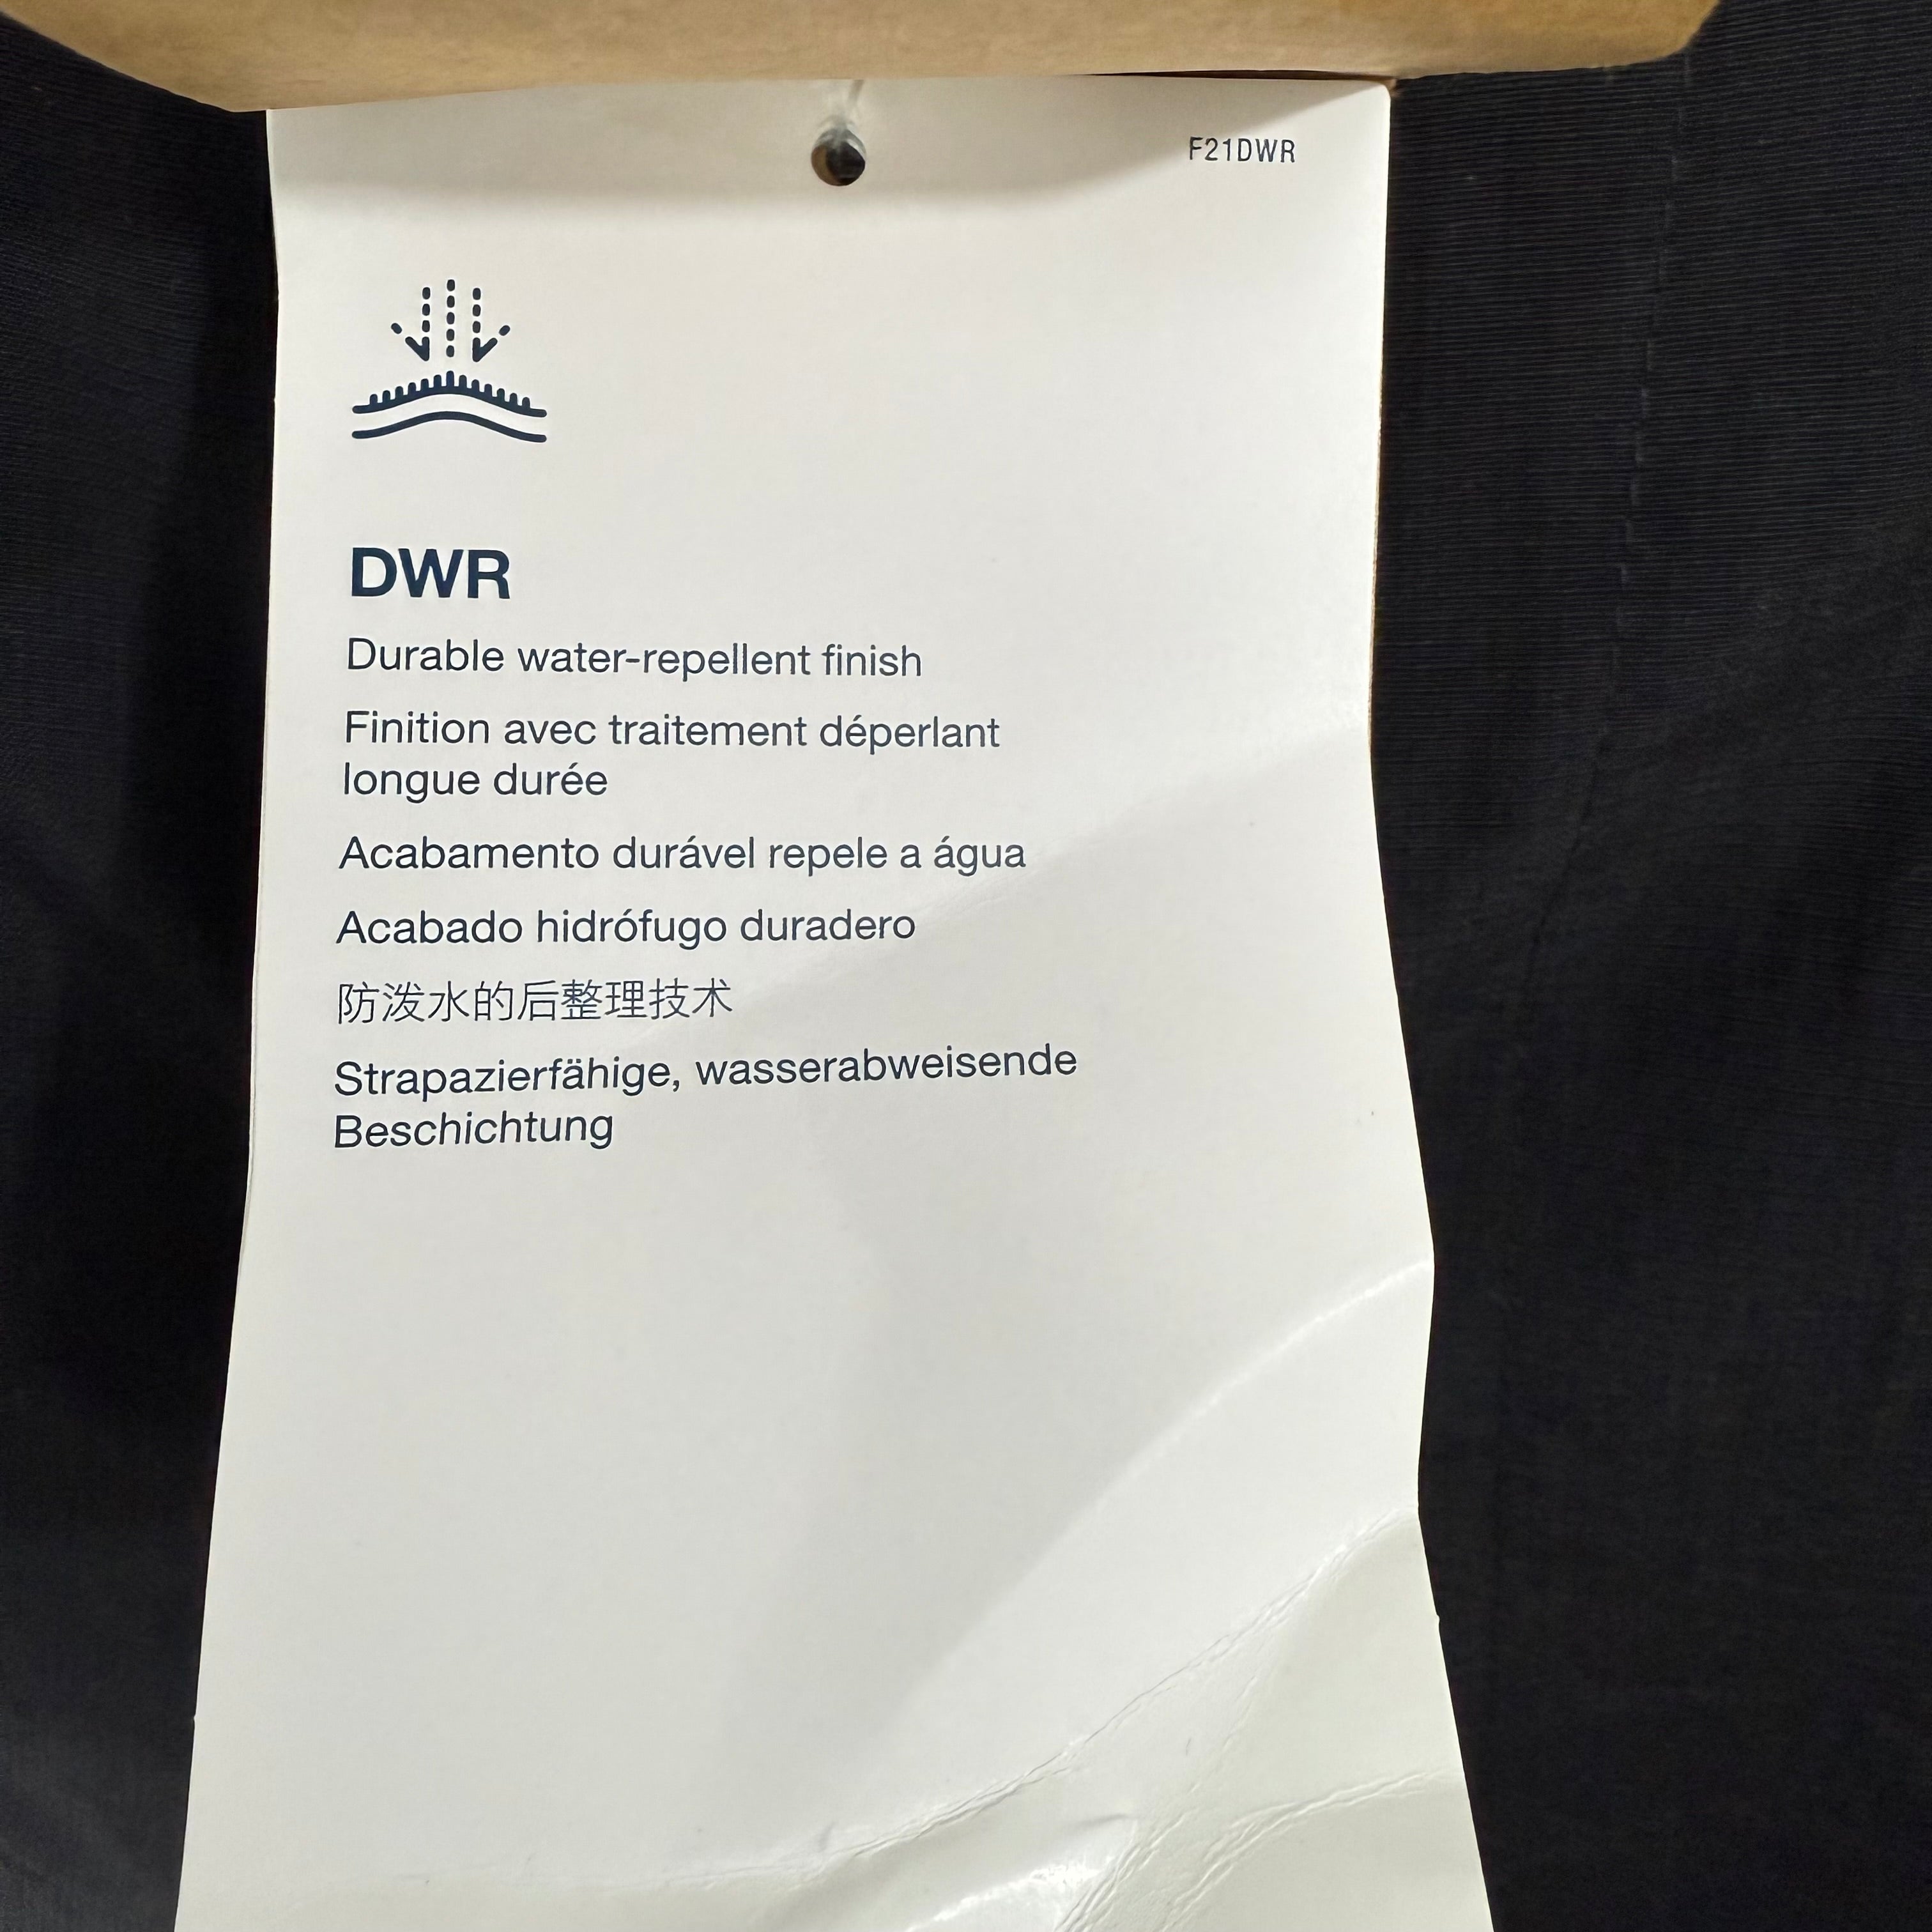 F21DWR
DWR
Durable water-repellent finish
Finition avec traitement déperlant
longue durée
Acabamento durável repele a água
Acabado hidrófugo duradero
防泼水的后整理技术
Strapazierfähige, wasserabweisende
Beschichtung